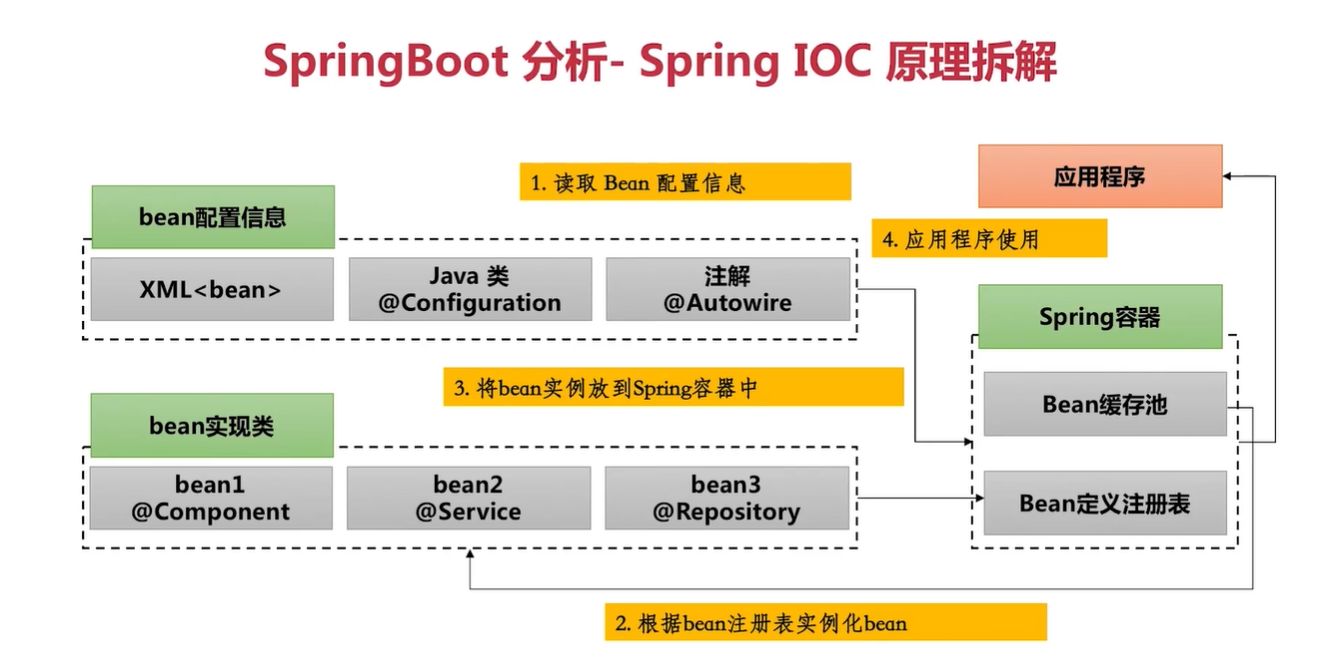 SpringBoot 分析- Spring IOC 原理拆解
1. 读取 Bean 配置信息
应用程序
bean配置信息
4. 应用程序使用
XML<bean>
Java 类
@Configuration
注解
@Autowire
Spring容器
3. 将bean实例放到Spring容器中
Bean缓存池
bean实现类
bean1
@Component
bean2
@Service
bean3
@Repository
Bean定义注册表
2. 根据bean注册表实例化bean